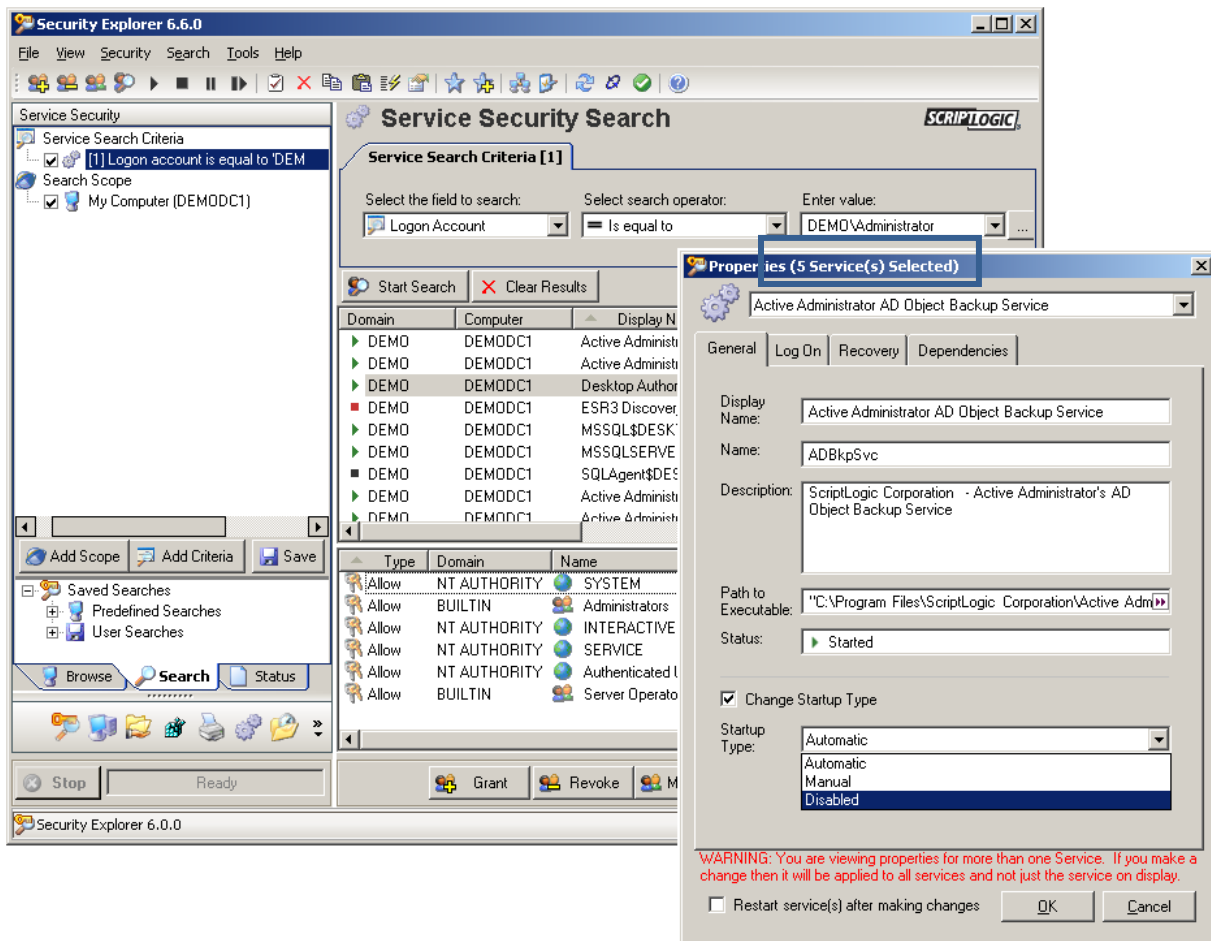 Security Explorer 6.6.0
File View Security Search Tools Help
Service Security
Service Search Criteria
[1] Logon account is equal to 'DEM
Search Scope
My Computer (DEMODC1)
Add Scope Add Criteria Save
Saved Searches
Predefined Searches
User Searches
Browse Search Status
Stop Ready
Security Explorer 6.0.0
Service Security Search
SCRIPTLOGIC
Service Search Criteria [1]
Select the field to search: Select search operator: Enter value:
Logon Account = Is equal to DEMO\Administrator ...
Start Search Clear Results
Domain Computer Display N
DEMO DEMODC1 Active Administ
DEMO DEMODC1 Active Administ
DEMO DEMODC1 Desktop Author
DEMO DEMODC1 ESR3 Discover
DEMO DEMODC1 MSSQL$DESK
DEMO DEMODC1 MSSQLSERVE
DEMO DEMODC1 SQLAgent$DES
DEMO DEMODC1 Active Administ
DEMO DEMODC1 Active Administ
Type Domain Name
Allow NT AUTHORITY SYSTEM
Allow BUILTIN Administrators
Allow NT AUTHORITY INTERACTIVE
Allow NT AUTHORITY SERVICE
Allow NT AUTHORITY Authenticated U
Allow BUILTIN Server Operato
Grant Revoke M
Properties (5 Service(s) Selected)
Active Administrator AD Object Backup Service
General Log On Recovery Dependencies
Display
Name:
Active Administrator AD Object Backup Service
Name: ADBkpSvc
Description: ScriptLogic Corporation - Active Administrator's AD
Object Backup Service
Path to
Executable:
"C:\Program Files\ScriptLogic Corporation\Active Adm
Status: Started
Change Startup Type
Startup
Type:
Automatic
Automatic
Manual
Disabled
WARNING: You are viewing properties for more than one Service. If you make a
change then it will be applied to all services and not just the service on display.
Restart service(s) after making changes OK Cancel